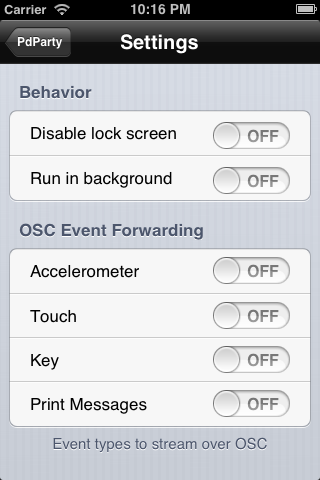 Carrier 10:16 PM
PdParty Settings
Behavior
Disable lock screen OFF
Run in background OFF
OSC Event Forwarding
Accelerometer OFF
Touch OFF
Key OFF
Print Messages OFF
Event types to stream over OSC